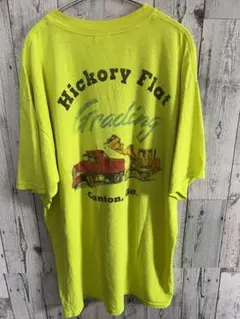 Hickory Flat
Grading
Canton, Ga.